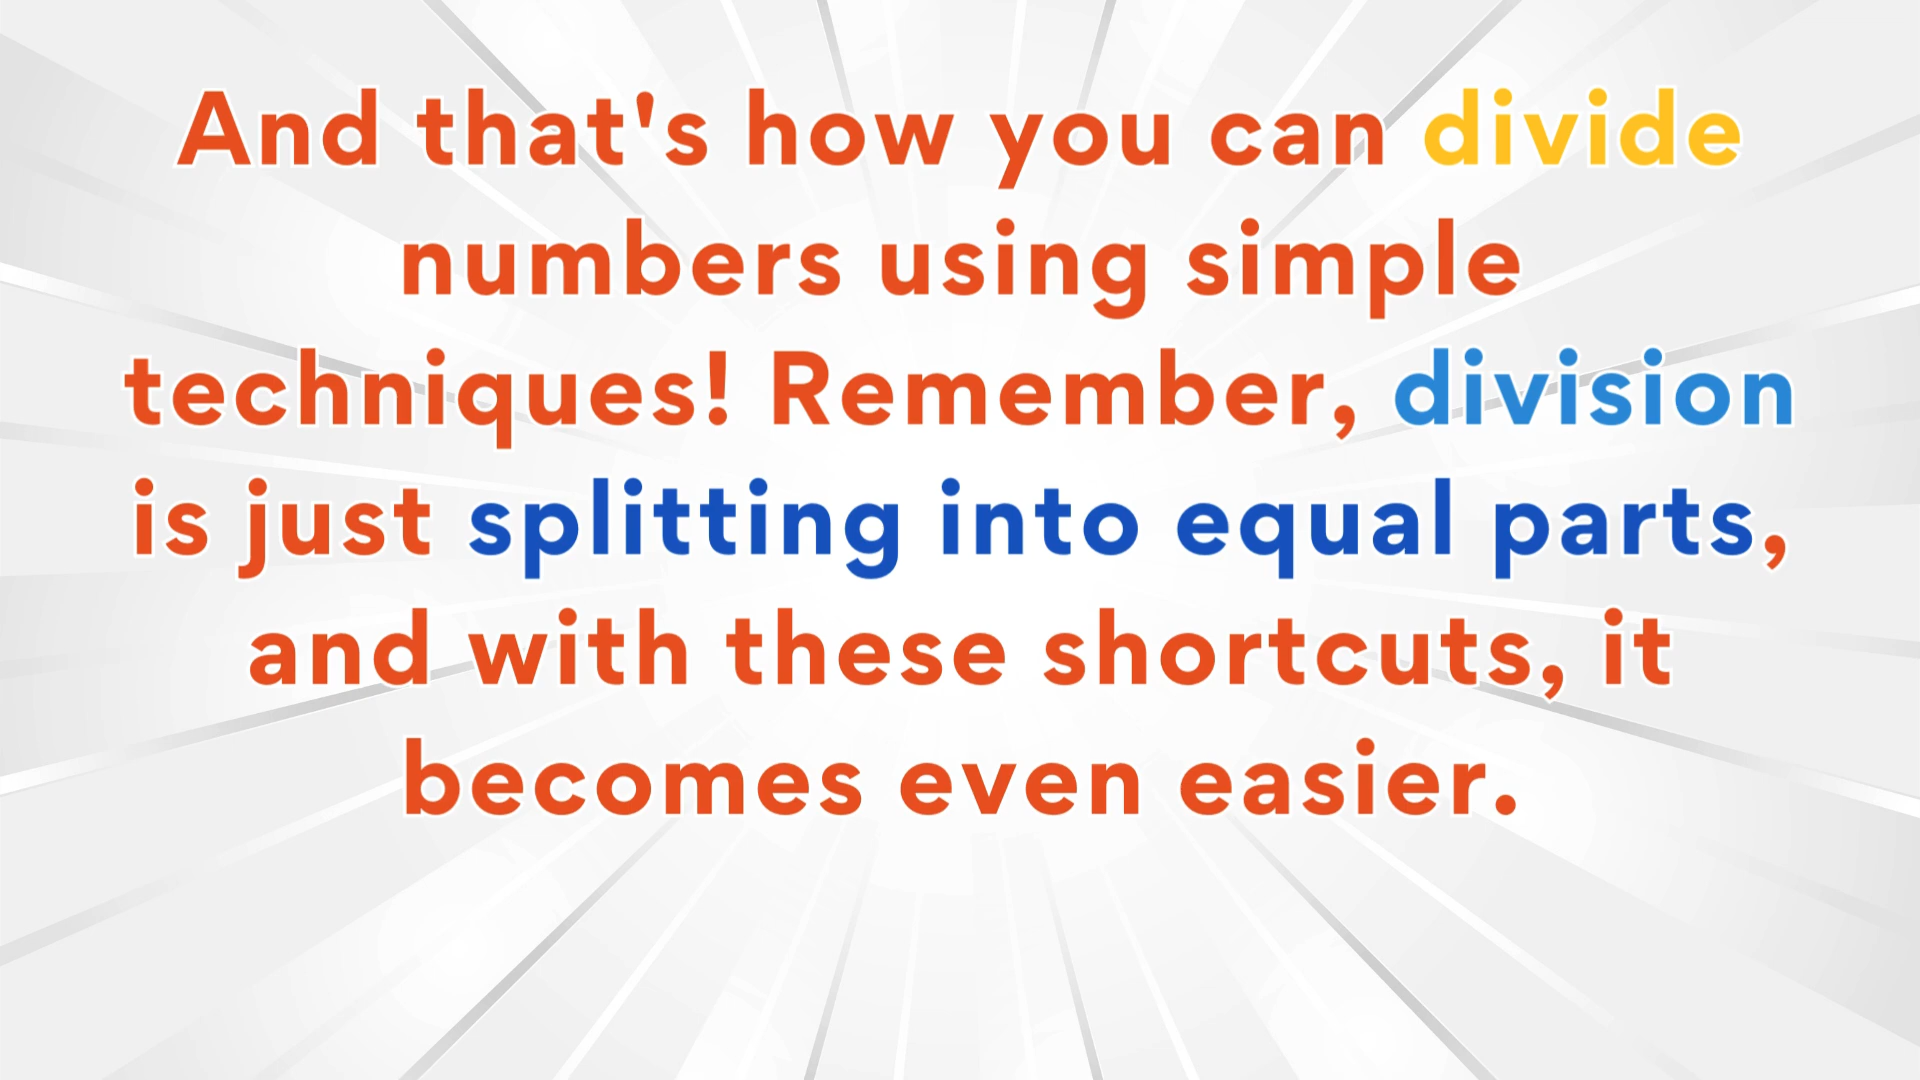 And that's how you can divide
numbers using simple
techniques! Remember, division
is just splitting into equal parts,
and with these shortcuts, it
becomes even easier.